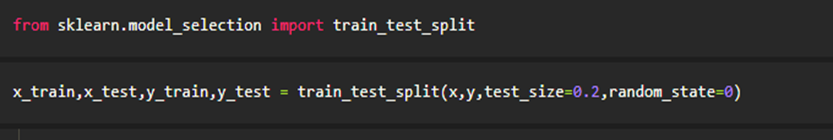 from sklearn.model_selection import train_test_split
x_train,x_test,y_train,y_test = train_test_split(x,y,test_size=0.2,random_state=0)